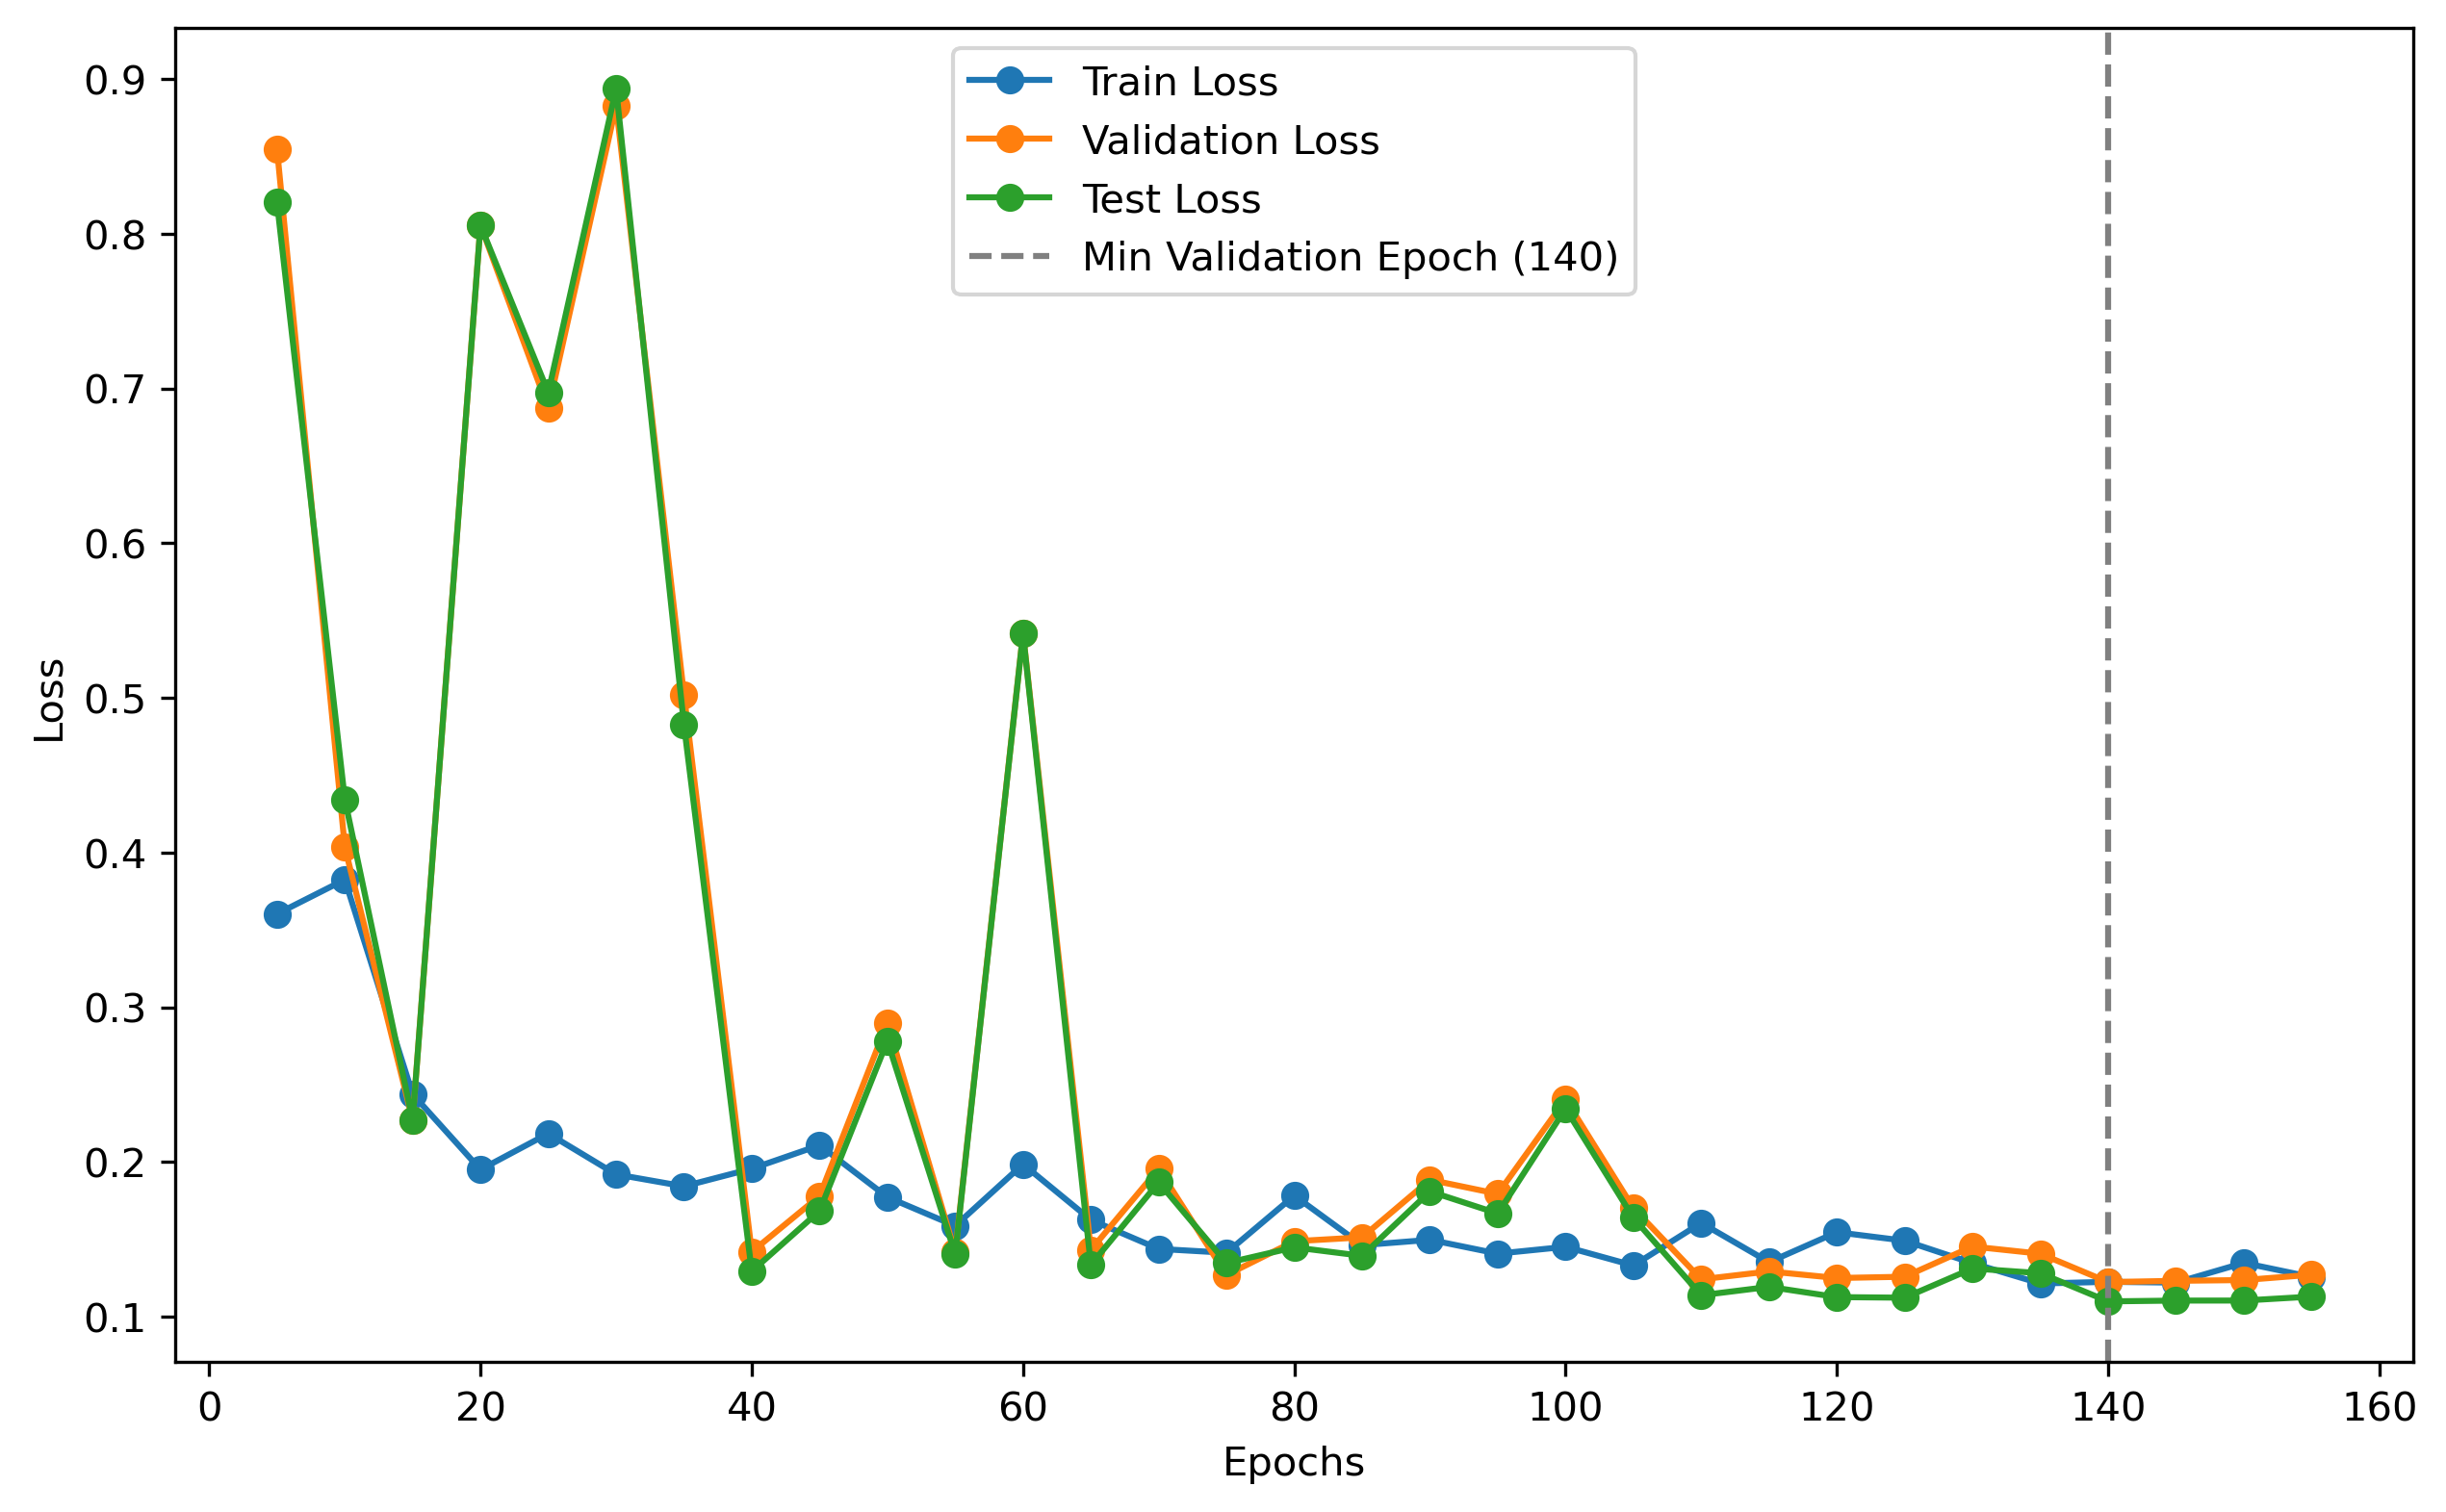 Train Loss
Validation Loss
Test Loss
Min Validation Epoch (140)
0.9
0.8
0.7
0.6
0.5
0.4
0.3
0.2
0.1
Loss
0 20 40 60 80 100 120 140 160
Epochs